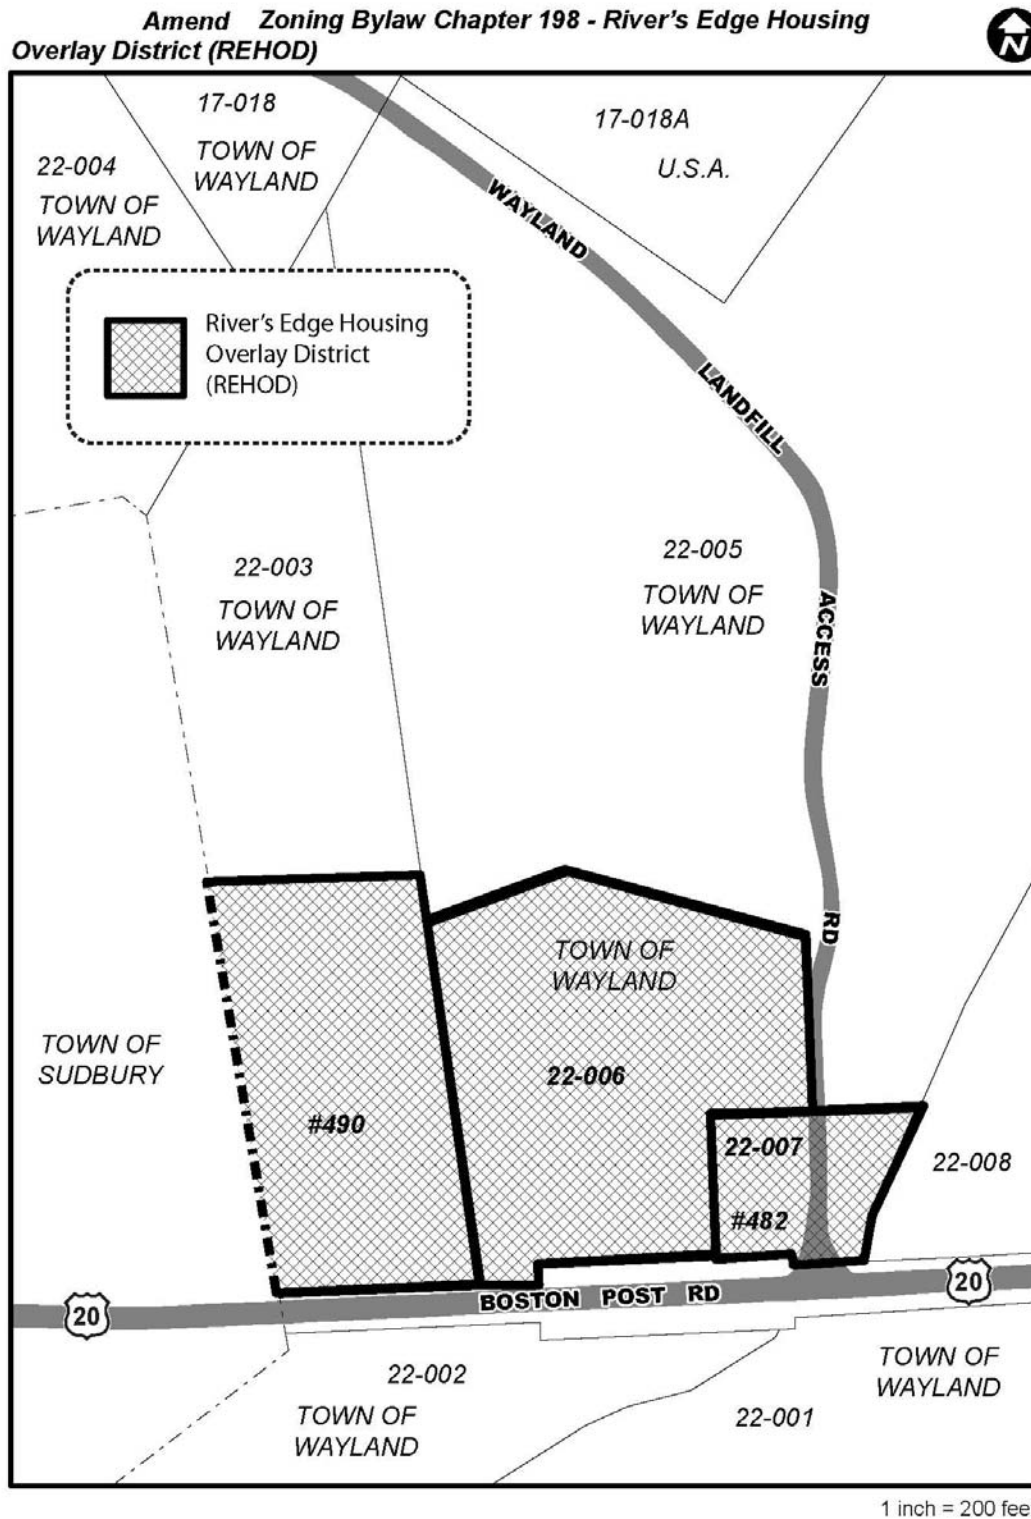 Amend Zoning Bylaw Chapter 198 - River's Edge Housing
Overlay District (REHOD)
N
17-018
TOWN OF
WAYLAND
17-018A
U.S.A.
22-004
TOWN OF
WAYLAND
WAYLAND
LANDFILL
ACCESS
RD
River's Edge Housing
Overlay District
(REHOD)
22-003
TOWN OF
WAYLAND
22-005
TOWN OF
WAYLAND
TOWN OF
WAYLAND
22-006
TOWN OF
SUDBURY
#490
22-007
#482
22-008
20
BOSTON POST RD
20
22-002
TOWN OF
WAYLAND
TOWN OF
WAYLAND
22-001
1 inch = 200 fee